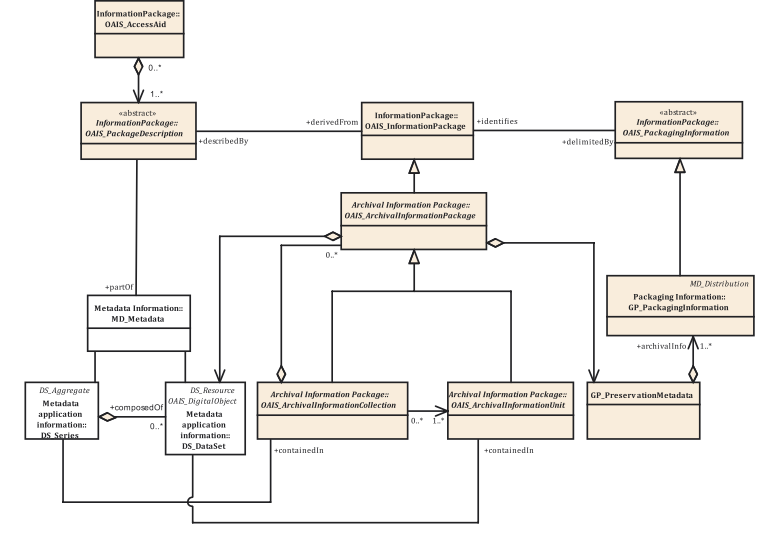 InformationPackage::
OAIS_AccessAid
0..*
1..*
«abstract»
InformationPackage::
OAIS_PackageDescription
+describedBy
+derivedFrom
InformationPackage::
OAIS_InformationPackage
+identifies
+delimitedBy
«abstract»
InformationPackage::
OAIS_PackagingInformation
Archival Information Package::
OAIS_ArchivalInformationPackage
0..*
+partOf
Metadata Information::
MD_Metadata
MD_Distribution
Packaging Information::
GP_PackagingInformation
+archivalInfo
1..*
DS_Aggregate
Metadata
application
information::
DS_Series
+composedOf
0..*
DS_Resource
OAIS_DigitalObject
Metadata
application
information::
DS_DataSet
Archival Information Package::
OAIS_ArchivalInformationCollection
0..*
1..*
Archival Information Package::
OAIS_ArchivalInformationUnit
GP_PreservationMetadata
+containedIn
+containedIn